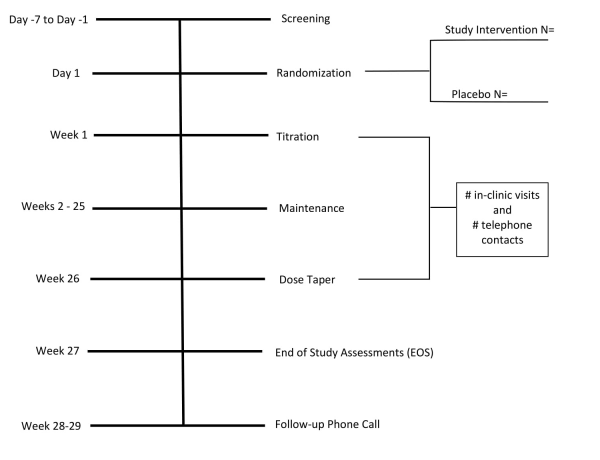 Day -7 to Day -1
Screening
Study Intervention N=
Day 1
Randomization
Placebo N=
Week 1
Titration
# in-clinic visits
and
# telephone
contacts
Weeks 2 - 25
Maintenance
Week 26
Dose Taper
Week 27
End of Study Assessments (EOS)
Week 28-29
Follow-up Phone Call